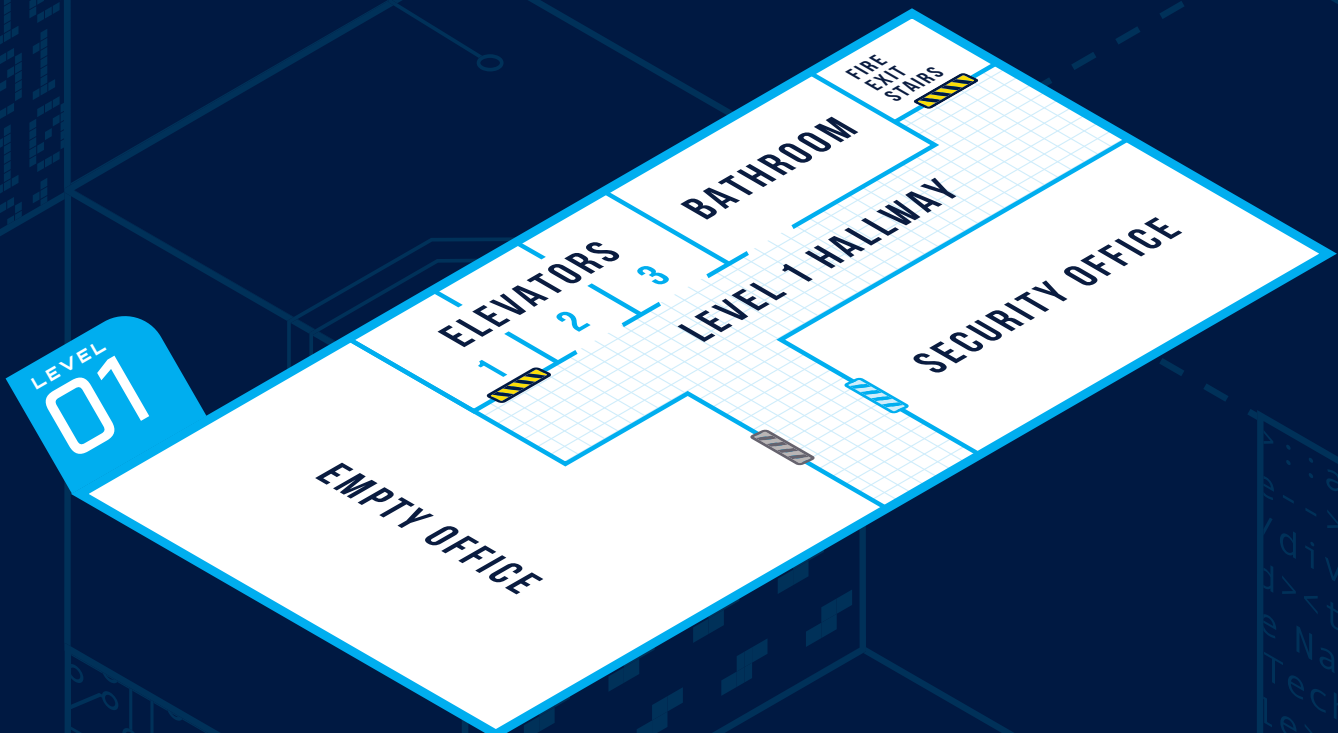 FIRE
EXIT
STAIRS
BATHROOM
ELEVATORS
1
2
3
LEVEL 1 HALLWAY
SECURITY OFFICE
LEVEL
01
EMPTY OFFICE